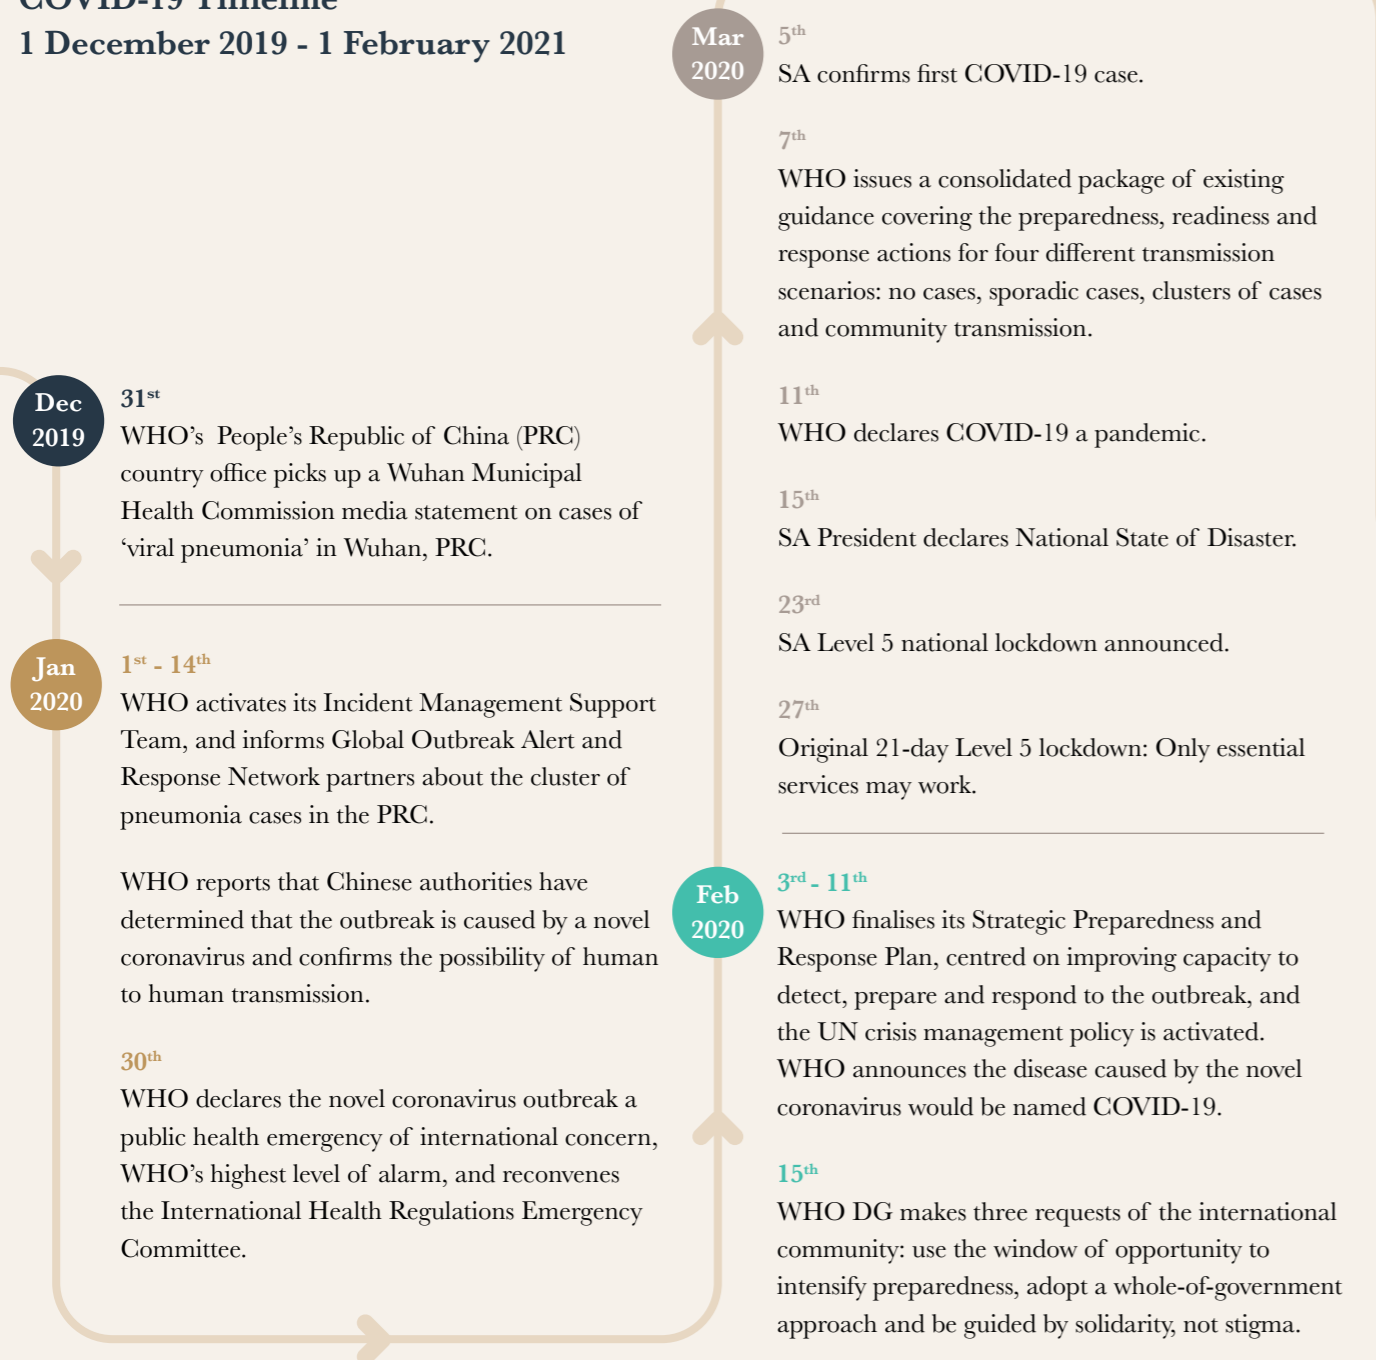 COVID-19 Timeline
1 December 2019 - 1 February 2021
Dec
2019
31st
WHO’s People’s Republic of China (PRC)
country office picks up a Wuhan Municipal
Health Commission media statement on cases of
‘viral pneumonia’ in Wuhan, PRC.
Jan
2020
1st - 14th
WHO activates its Incident Management Support
Team, and informs Global Outbreak Alert and
Response Network partners about the cluster of
pneumonia cases in the PRC.
WHO reports that Chinese authorities have
determined that the outbreak is caused by a novel
coronavirus and confirms the possibility of human
to human transmission.
30th
WHO declares the novel coronavirus outbreak a
public health emergency of international concern,
WHO’s highest level of alarm, and reconvenes
the International Health Regulations Emergency
Committee.
Feb
2020
3rd - 11th
WHO finalises its Strategic Preparedness and
Response Plan, centred on improving capacity to
detect, prepare and respond to the outbreak, and
the UN crisis management policy is activated.
WHO announces the disease caused by the novel
coronavirus would be named COVID-19.
15th
WHO DG makes three requests of the international
community: use the window of opportunity to
intensify preparedness, adopt a whole-of-government
approach and be guided by solidarity, not stigma.
Mar
2020
5th
SA confirms first COVID-19 case.
7th
WHO issues a consolidated package of existing
guidance covering the preparedness, readiness and
response actions for four different transmission
scenarios: no cases, sporadic cases, clusters of cases
and community transmission.
11th
WHO declares COVID-19 a pandemic.
15th
SA President declares National State of Disaster.
23rd
SA Level 5 national lockdown announced.
27th
Original 21-day Level 5 lockdown: Only essential
services may work.